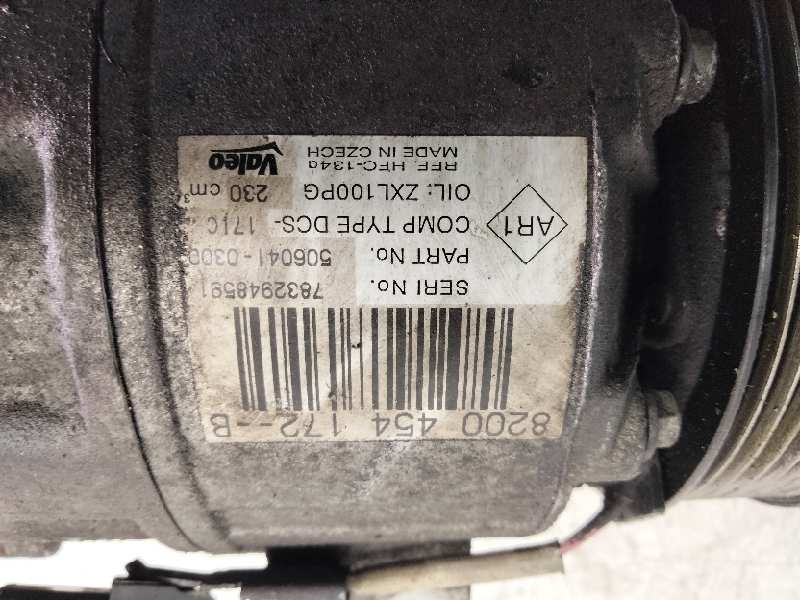 8200 454 172--B
SERI No. 7832948591
PART No. 506041-0300
COMP TYPE DCS-171C
OIL: ZXL100PG 230 cm³
REF. HFC-134a
MADE IN CZECH
Valeo
AR1